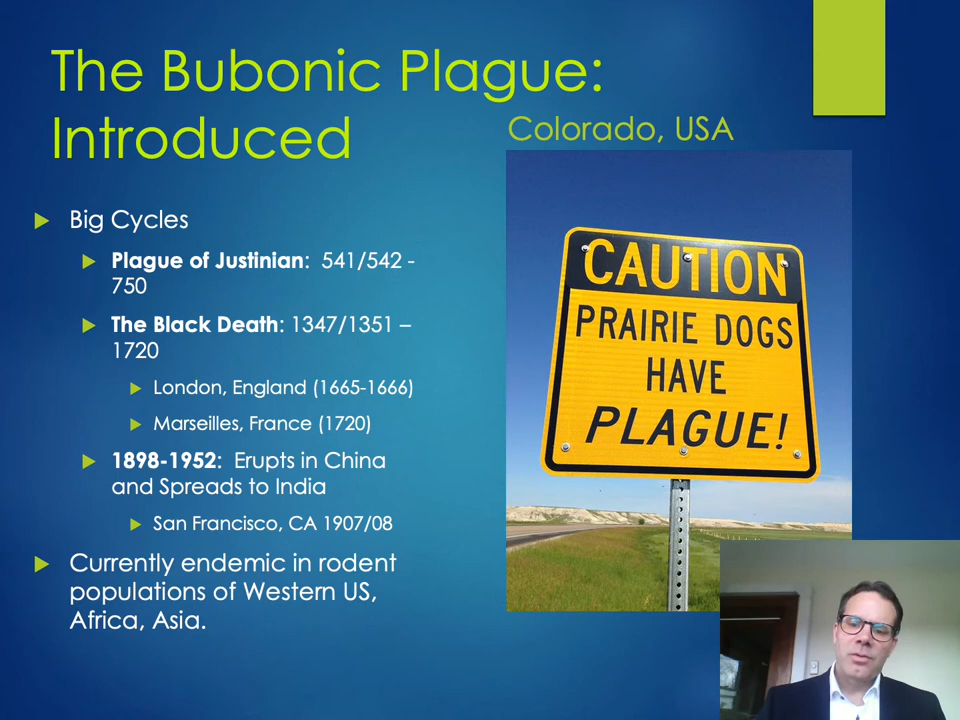 The Bubonic Plague:
Introduced
Colorado, USA
Big Cycles
Plague of Justinian: 541/542 -
750
The Black Death: 1347/1351 –
1720
London, England (1665-1666)
Marseilles, France (1720)
1898-1952: Erupts in China
and Spreads to India
San Francisco, CA 1907/08
Currently endemic in rodent
populations of Western US,
Africa, Asia.
CAUTION
PRAIRIE DOGS
HAVE
PLAGUE!